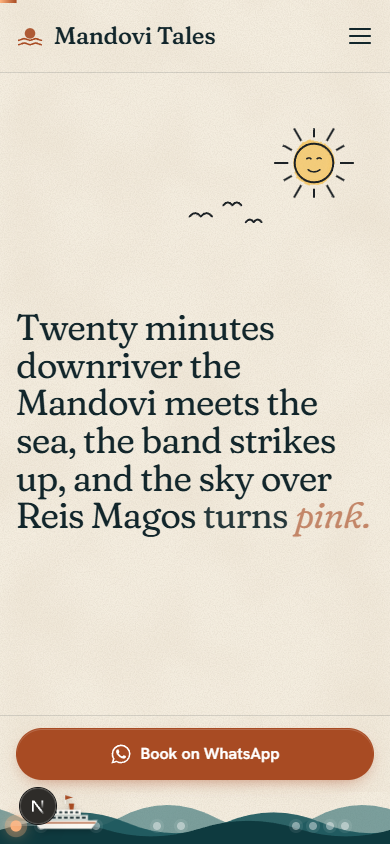 Mandovi Tales
Twenty minutes
downriver the
Mandovi meets the
sea, the band strikes
up, and the sky over
Reis Magos turns pink.
Book on WhatsApp
N